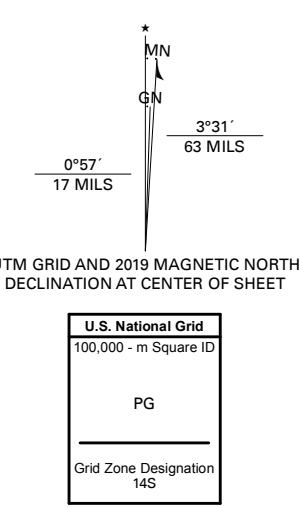 ★
MN
GN
3°31´
63 MILS
0°57´
17 MILS
UTM GRID AND 2019 MAGNETIC NORTH
DECLINATION AT CENTER OF SHEET
U.S. National Grid
100,000 - m Square ID
PG
Grid Zone Designation
14S